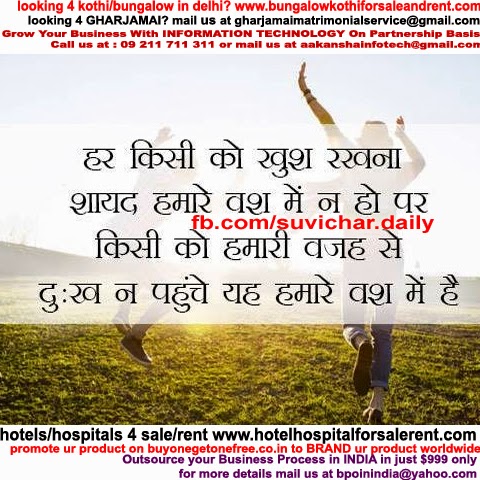 looking 4 kothi/bungalow in delhi? www.bungalowkothiforsaleandrent.com
looking 4 GHARJAMAI? mail us at gharjamaimatrimonialservice@gmail.com
Grow Your Business With INFORMATION TECHNOLOGY On Partnership Basis
Call us at : 09 211 711 311 or mail us at aakanshainfotech@gmail.com
हर किसी को खुश रखना
शायद हमारे वश में न हो पर
fb.com/suvichar.daily
किसी को हमारी वजह से
दुःख न पहुंचे यह हमारे वश में है
hotels/hospitals 4 sale/rent www.hotelhospitalforsalerent.com
promote ur product on buyonegetonefree.co.in to BRAND ur product worldwide
Outsource your Business Process in INDIA in just $999 only
for more details mail us at bpoinindia@yahoo.com